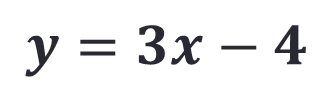 y = 3x − 4